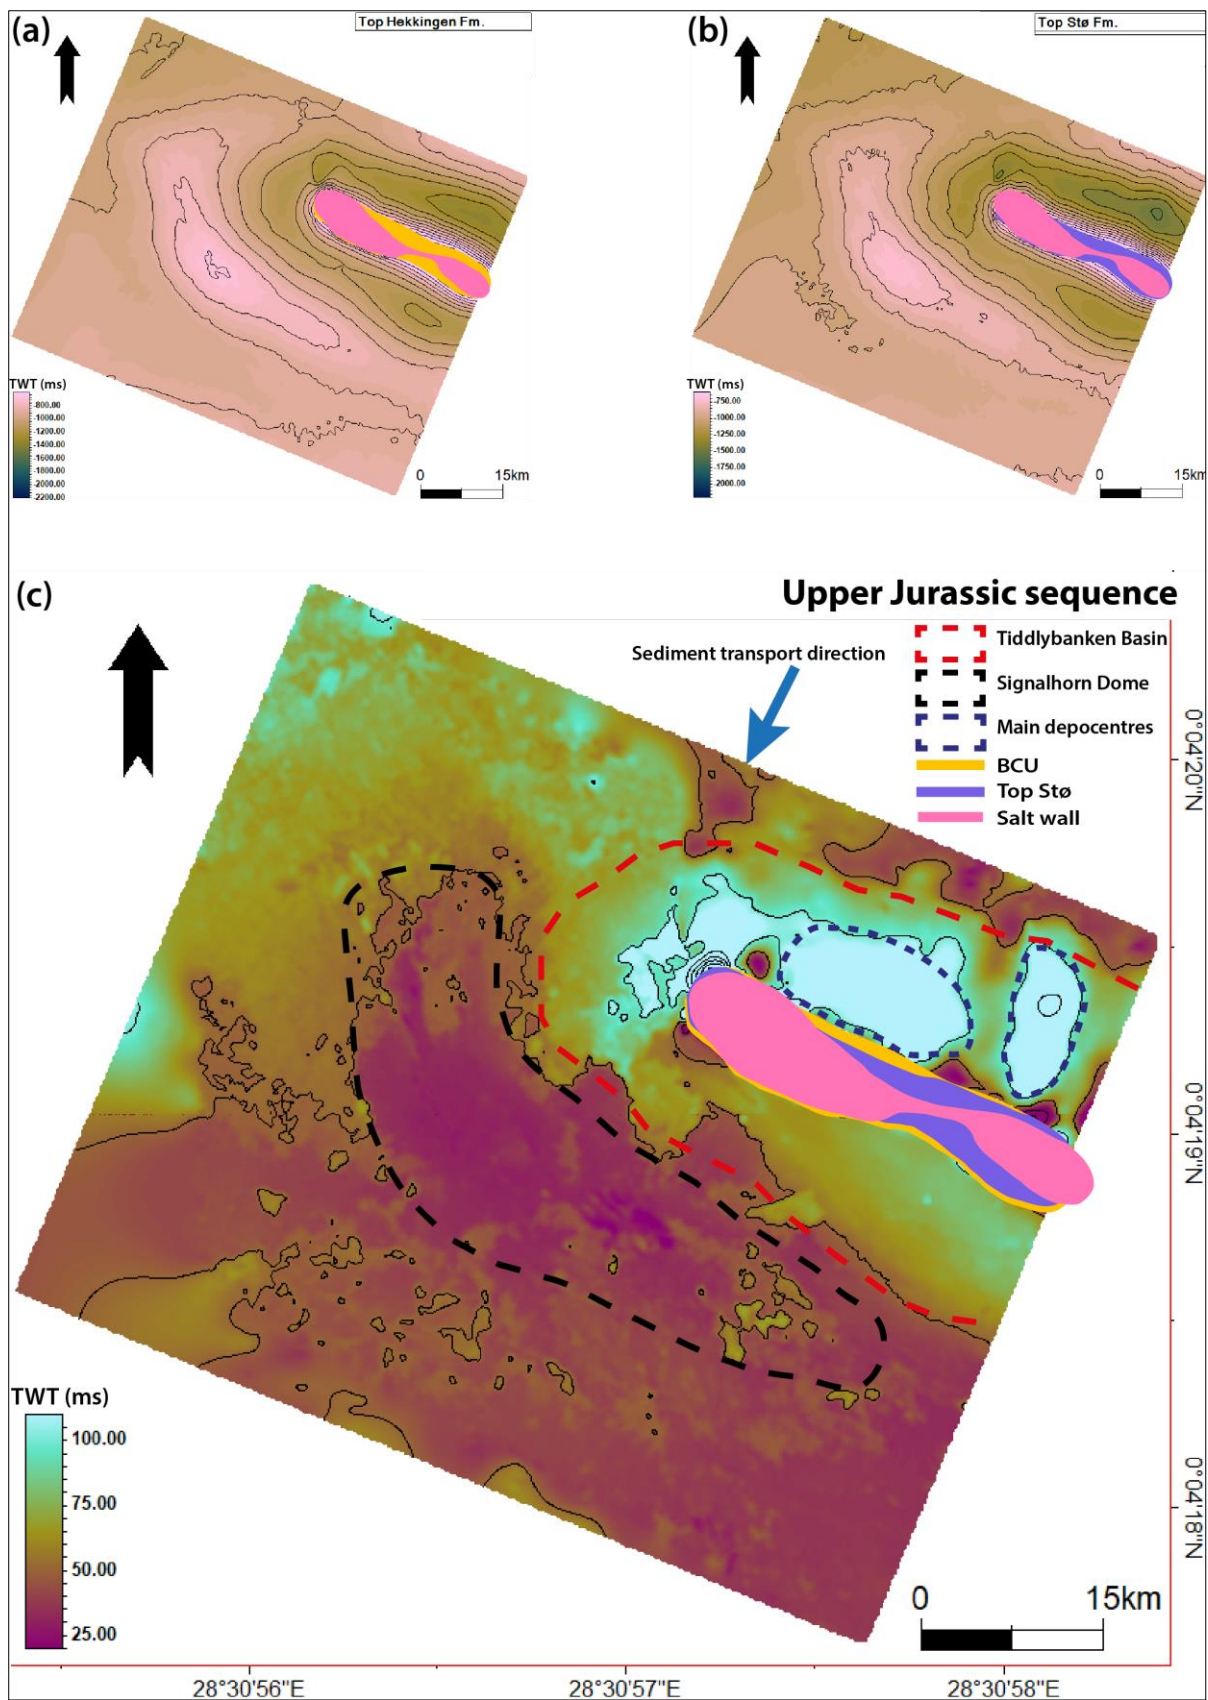 (a)
Top Hekkingen Fm.
TWT (ms)
-800.00
-1000.00
-1200.00
-1400.00
-1600.00
-1800.00
-2000.00
-2200.00
0
15km
(b)
Top Stø Fm.
TWT (ms)
-750.00
-1000.00
-1250.00
-1500.00
-1750.00
-2000.00
0
15km
(c)
Upper Jurassic sequence
Sediment transport direction
Tiddlybanken Basin
Signalhorn Dome
Main depocentres
BCU
Top Stø
Salt wall
0°04'20"N
0°04'19"N
0°04'18"N
TWT (ms)
100.00
75.00
50.00
25.00
0
15km
28°30'56"E
28°30'57"E
28°30'58"E